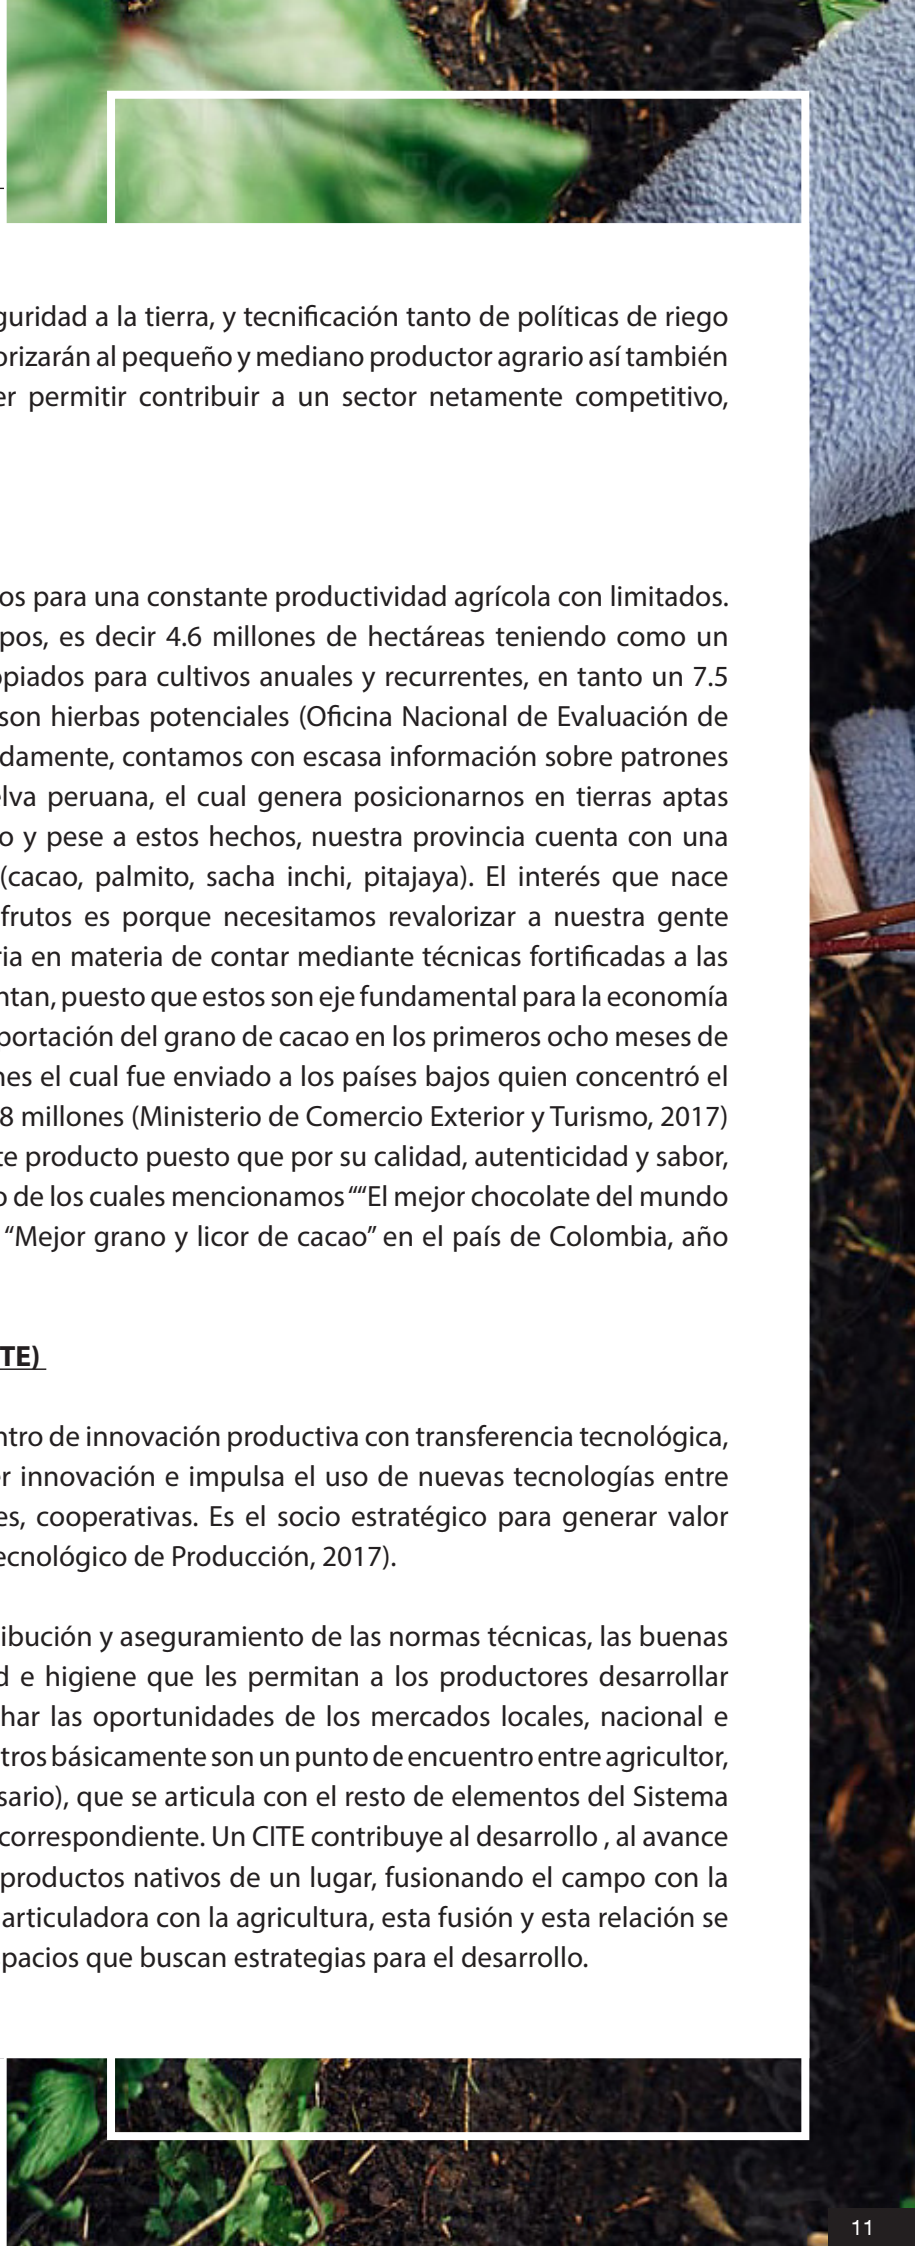 guridad a la tierra, y tecnificación tanto de políticas de riego
orizarán al pequeño y mediano productor agrario así también
er permitir contribuir a un sector netamente competitivo,
os para una constante productividad agrícola con limitados.
pos, es decir 4.6 millones de hectáreas teniendo como un
opiados para cultivos anuales y recurrentes, en tanto un 7.5
son hierbas potenciales (Oficina Nacional de Evaluación de
damente, contamos con escasa información sobre patrones
elva peruana, el cual genera posicionarnos en tierras aptas
o y pese a estos hechos, nuestra provincia cuenta con una
(cacao, palmito, sacha inchi, pitajaya). El interés que nace
frutos es porque necesitamos revalorizar a nuestra gente
ria en materia de contar mediante técnicas fortificadas a las
ntan, puesto que estos son eje fundamental para la economía
portación del grano de cacao en los primeros ocho meses de
nes el cual fue enviado a los países bajos quien concentró el
8 millones (Ministerio de Comercio Exterior y Turismo, 2017)
te producto puesto que por su calidad, autenticidad y sabor,
o de los cuales mencionamos ““El mejor chocolate del mundo
“Mejor grano y licor de cacao” en el país de Colombia, año
TE)
ntro de innovación productiva con transferencia tecnológica,
er innovación e impulsa el uso de nuevas tecnologías entre
es, cooperativas. Es el socio estratégico para generar valor
ecnológico de Producción, 2017).
ibución y aseguramiento de las normas técnicas, las buenas
d e higiene que les permitan a los productores desarrollar
har las oportunidades de los mercados locales, nacional e
tros básicamente son un punto de encuentro entre agricultor,
sario), que se articula con el resto de elementos del Sistema
correspondiente. Un CITE contribuye al desarrollo , al avance
productos nativos de un lugar, fusionando el campo con la
articuladora con la agricultura, esta fusión y esta relación se
pacios que buscan estrategias para el desarrollo.
11